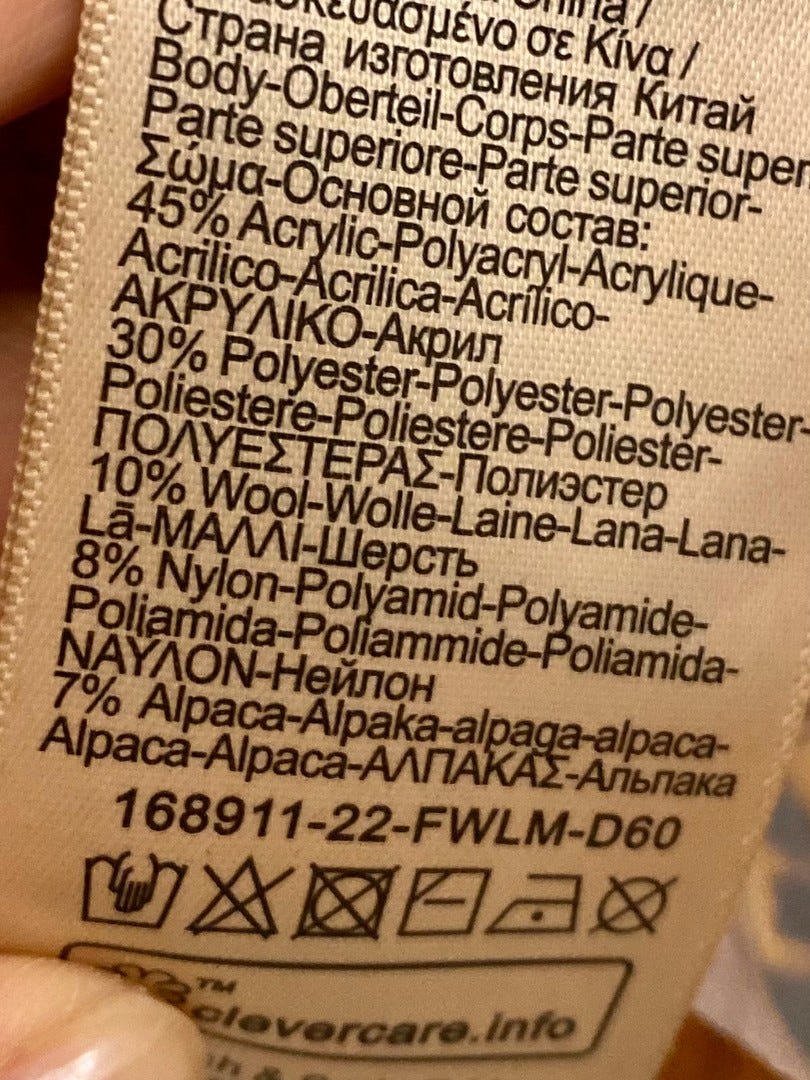 σε Κίνα /
Страна изготовления Китай
Body-Oberteil-Corps-Parte
Parte superiore-Parte superior-
Σώμα-Основной состав:
45% Acrylic-Polyacryl-Acrylique-
Acrilico-Acrilica-Acrílico-
ΑΚΡΥΛΙΚΟ-Акрил
30% Polyester-Polyester-Polyester-
Poliestere-Poliestere-Poliester-
ΠΟΛΥΕΣΤΕΡΑΣ-Полиэстер
10% Wool-Wolle-Laine-Lana-Lana-
Lã-ΜΑΛΛΙ-Шерсть
8% Nylon-Polyamid-Polyamide-
Poliamida-Poliammide-Poliamida-
ΝΑΫΛΟΝ-Нейлон
7% Alpaca-Alpaka-alpaga-alpaca-
Alpaca-Alpaca-ΑΛΠΑΚΑΣ-Альпака
168911-22-FWLM-D60
clevercare.info